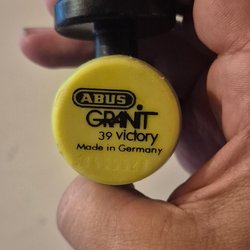 ABUS
GRANIT
39 victory
Made in Germany